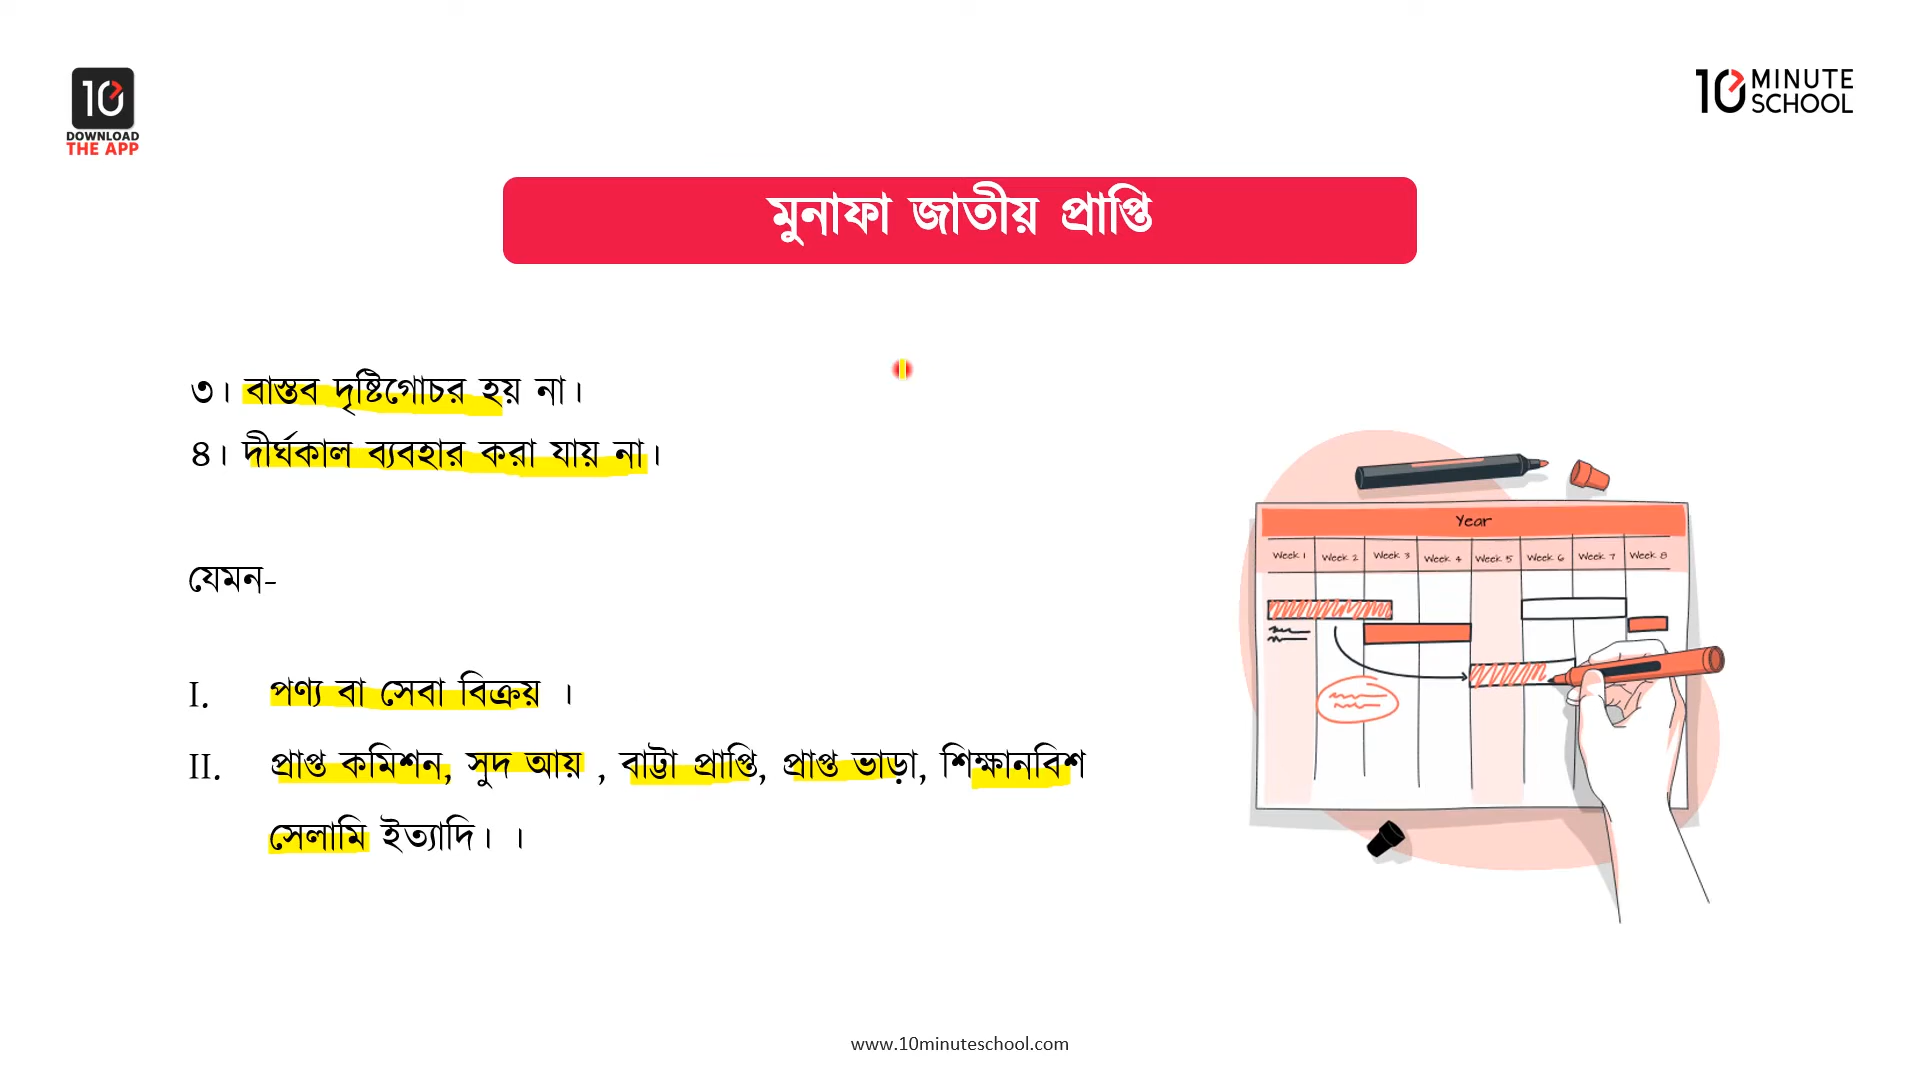 10
DOWNLOAD
THE APP
10 MINUTE
SCHOOL
মুনাফা জাতীয় প্রাপ্তি
৩। বাস্তব দৃষ্টিগোচর হয় না।
৪। দীর্ঘকাল ব্যবহার করা যায় না।
যেমন-
I. পণ্য বা সেবা বিক্রয় ।
II. প্রাপ্ত কমিশন, সুদ আয় , বাট্টা প্রাপ্তি, প্রাপ্ত ভাড়া, শিক্ষানবিশ
সেলামি ইত্যাদি। ।
Year
Week 1 Week 2 Week 3 Week 4 Week 5 Week 6 Week 7 Week 8
www.10minuteschool.com